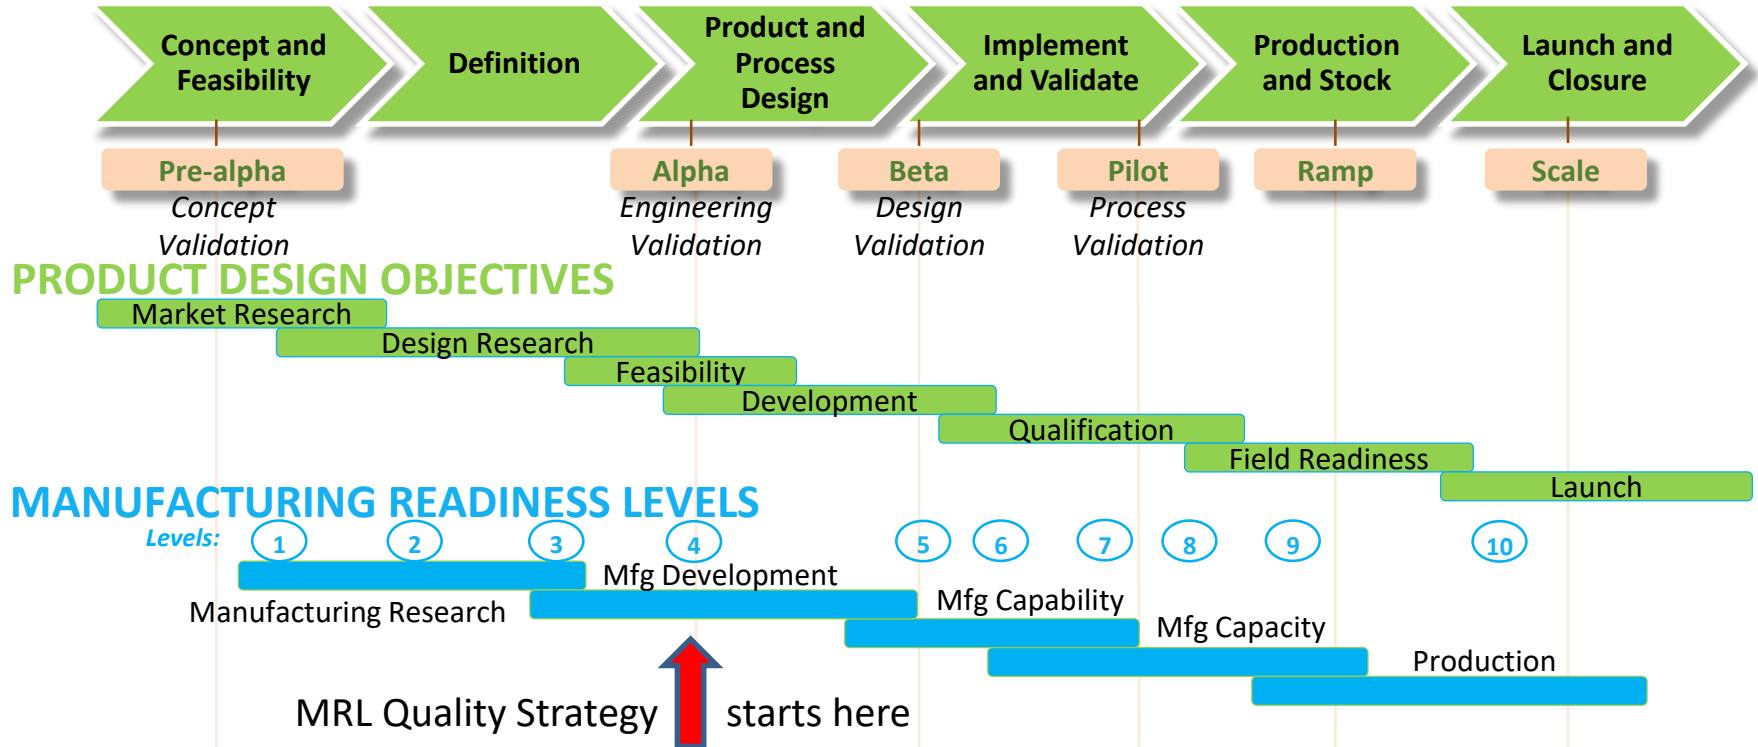 Concept and
Feasibility
Definition
Product and
Process
Design
Implement
and Validate
Production
and Stock
Launch and
Closure
Pre-alpha
Alpha
Beta
Pilot
Ramp
Scale
Concept
Validation
Engineering
Validation
Design
Validation
Process
Validation
PRODUCT DESIGN OBJECTIVES
Market Research
Design Research
Feasibility
Development
Qualification
Field Readiness
Launch
MANUFACTURING READINESS LEVELS
Levels: 1 2 3 4 5 6 7 8 9 10
Mfg Development
Manufacturing Research
Mfg Capability
Mfg Capacity
Production
MRL Quality Strategy starts here